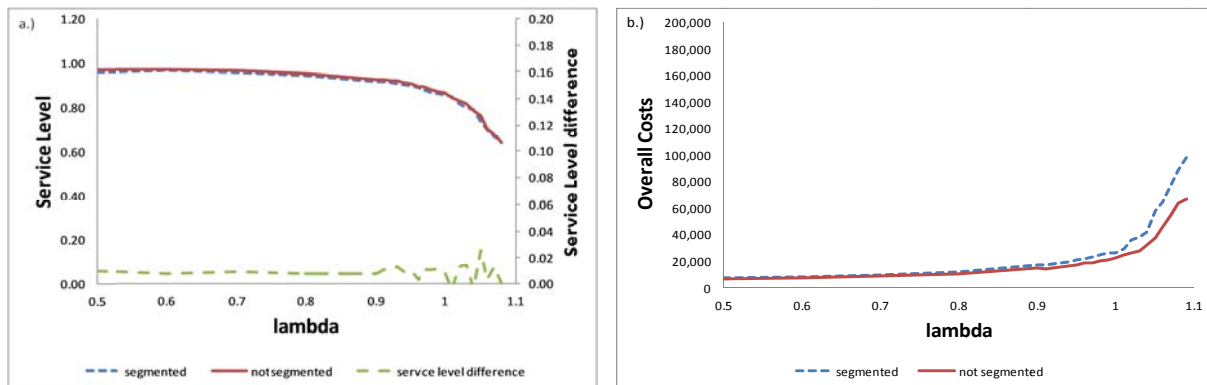 a.)
1.20
1.00
0.80
0.60
0.40
0.20
0.00
Service Level
0.20
0.18
0.16
0.14
0.12
0.10
0.08
0.06
0.04
0.02
0.00
Service Level difference
0.5 0.6 0.7 0.8 0.9 1 1.1
lambda
segmented not segmented servce level difference
b.)
200,000
180,000
160,000
140,000
120,000
100,000
80,000
60,000
40,000
20,000
0
Overall Costs
0.5 0.6 0.7 0.8 0.9 1 1.1
lambda
segmented not segmented